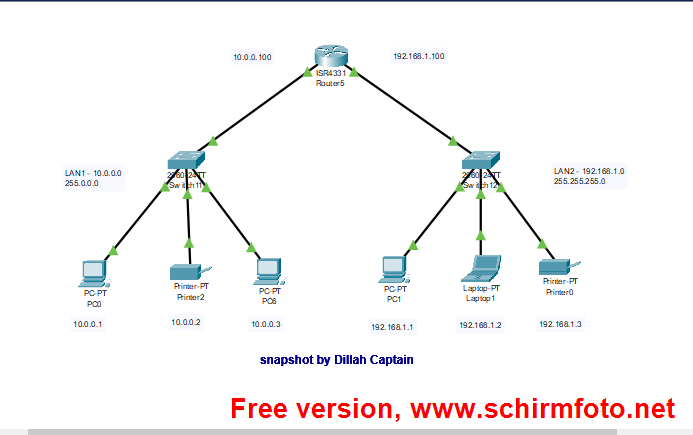 10.0.0.100
192.168.1.100
ISR4331
Router5
LAN1 - 10.0.0.0
255.0.0.0
2960-24TT
Switch11
2960-24TT
Switch12
LAN2 - 192.168.1.0
255.255.255.0
PC-PT
PC0
Printer-PT
Printer2
PC-PT
PC6
PC-PT
PC1
Laptop-PT
Laptop1
Printer-PT
Printer0
10.0.0.1
10.0.0.2
10.0.0.3
192.168.1.1
192.168.1.2
192.168.1.3
snapshot by Dillah Captain
Free version, www.schirmfoto.net